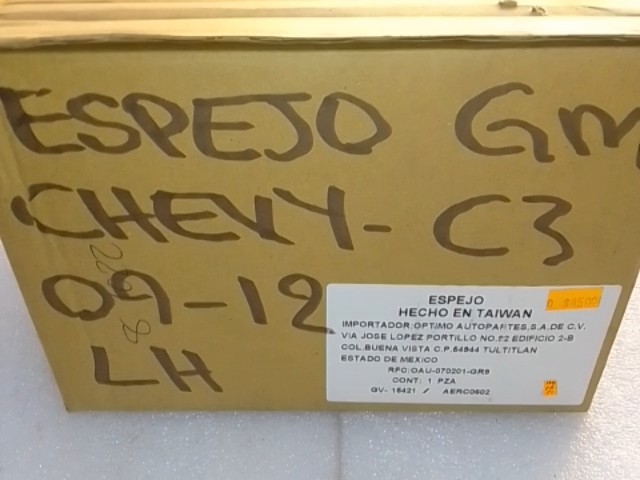 ESPEJO GM
CHEVY- C3
09-12
LH
ESPEJO
HECHO EN TAIWAN
IMPORTADOR:OPTIMO AUTOPARTES,S.A.DE C.V.
VIA JOSE LOPEZ PORTILLO NO.22 EDIFICIO 2-B
COL.BUENA VISTA C.P.54944 TULTITLAN
ESTADO DE MEXICO
RFC:OAU-070201-GR9
CONT: 1 PZA
GV- 15421 / AERC0602